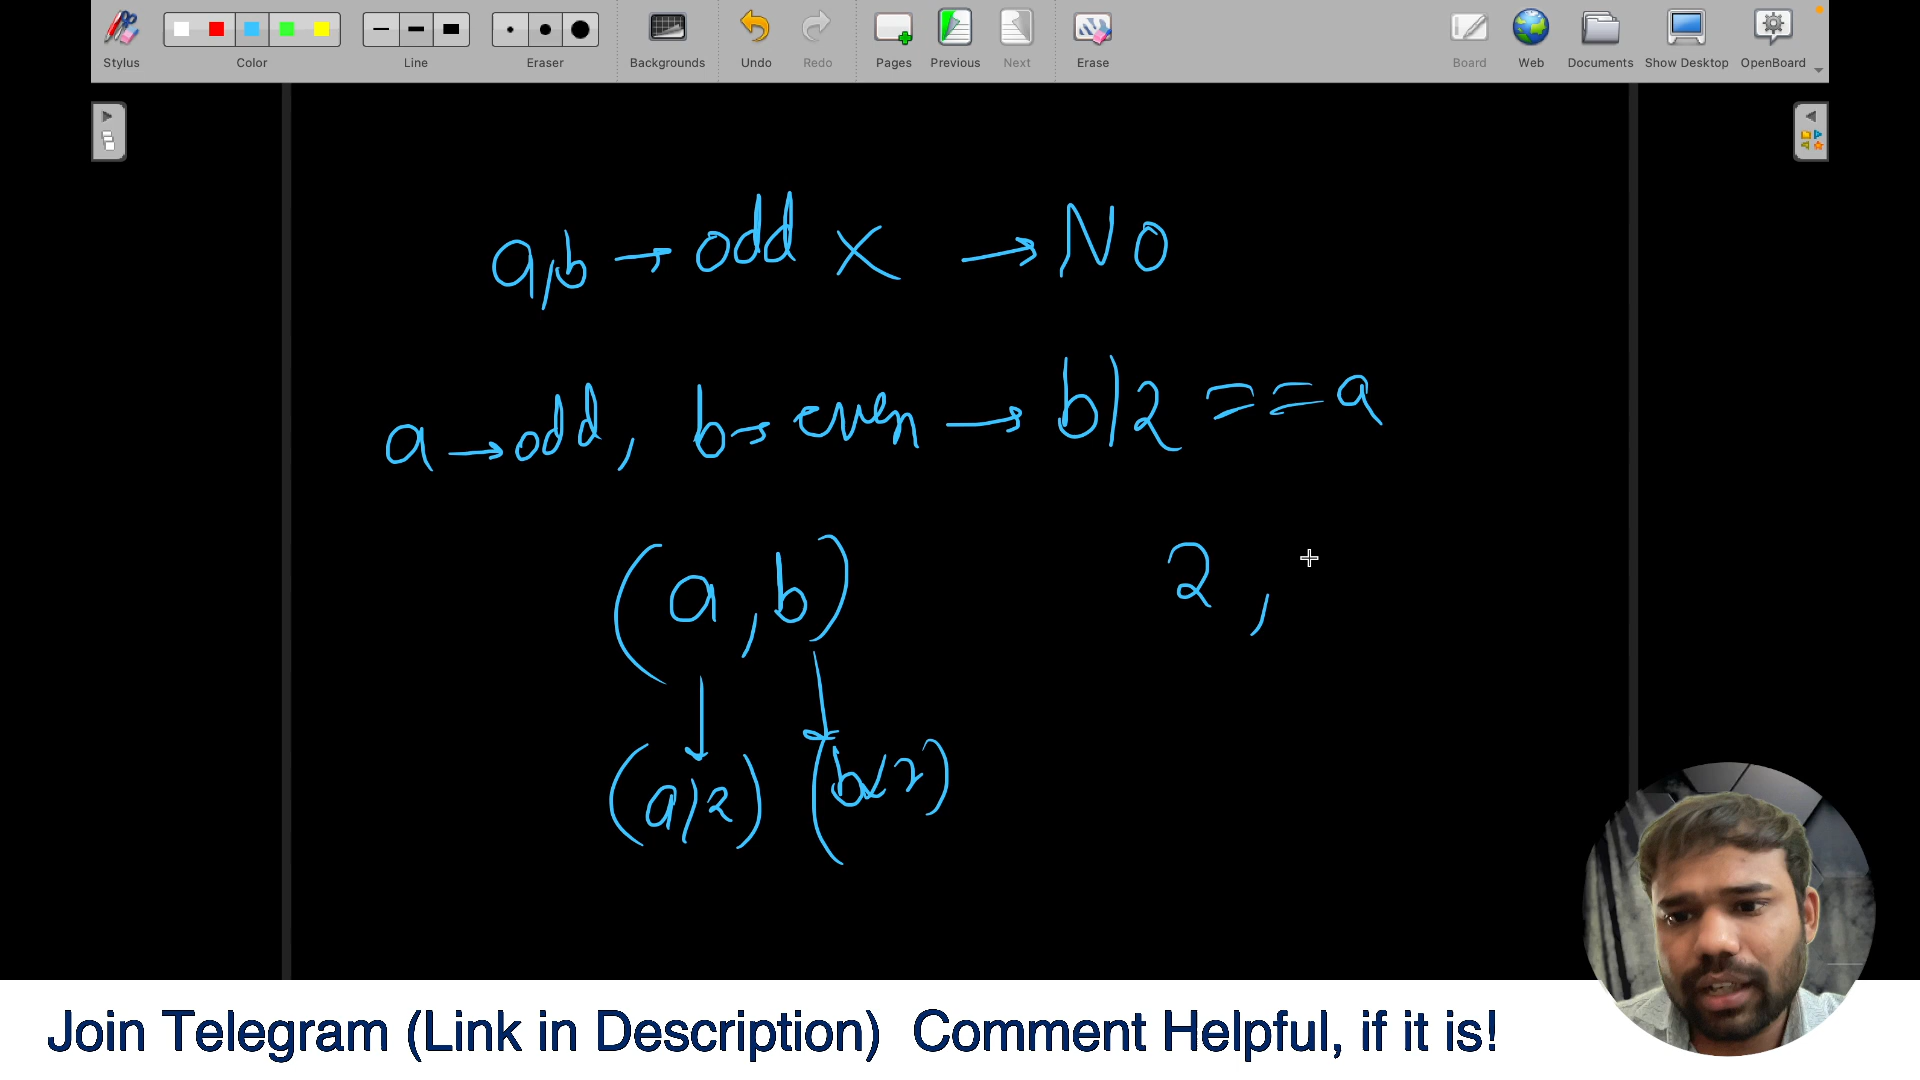 Stylus Color Line Eraser Backgrounds Undo Redo Pages Previous Next Erase Board Web Documents Show Desktop OpenBoard
a,b → odd X → NO
a → odd, b → even → b/2 == a
(a, b) 2 ,
(a/2) (b/2)
Join Telegram (Link in Description) Comment Helpful, if it is!